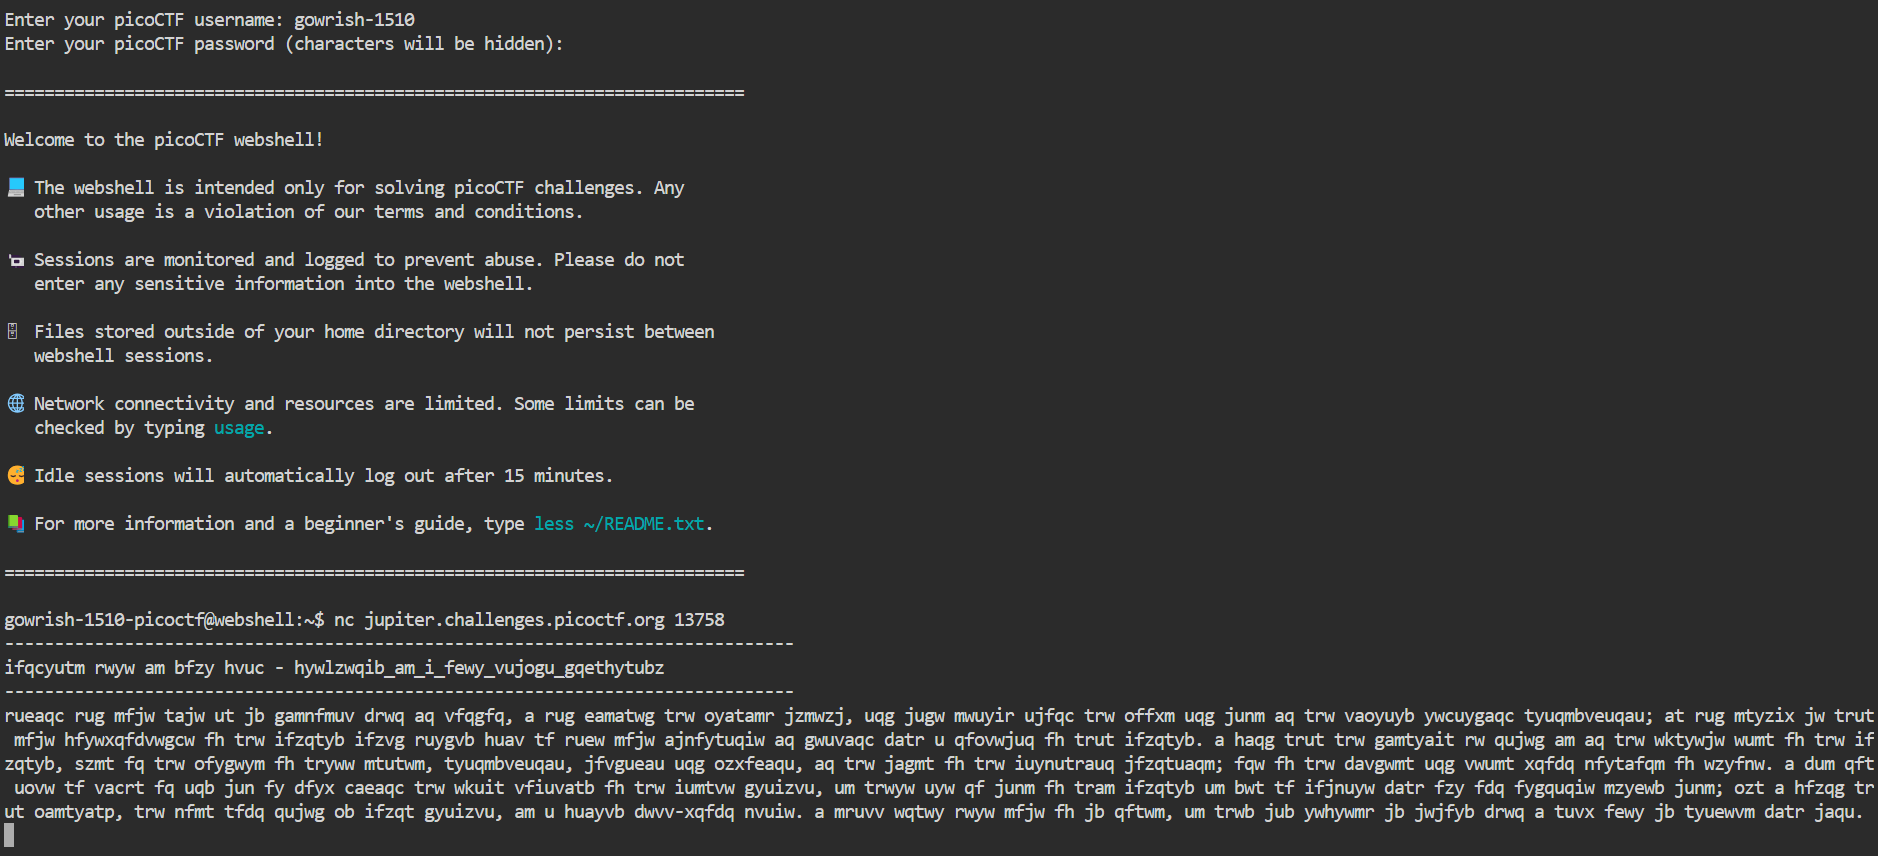 Enter your picoCTF username: gowrish-1510
Enter your picoCTF password (characters will be hidden):
==========================================================================
Welcome to the picoCTF webshell!
The webshell is intended only for solving picoCTF challenges. Any
other usage is a violation of our terms and conditions.
Sessions are monitored and logged to prevent abuse. Please do not
enter any sensitive information into the webshell.
Files stored outside of your home directory will not persist between
webshell sessions.
Network connectivity and resources are limited. Some limits can be
checked by typing usage.
Idle sessions will automatically log out after 15 minutes.
For more information and a beginner's guide, type less ~/README.txt.
==========================================================================
gowrish-1510-picoctf@webshell:~$ nc jupiter.challenges.picoctf.org 13758
-------------------------------------------------------------------------------
ifqcyutm rwyw am bfzy hvuc - hywlzwqib_am_i_fewy_vujogu_gqethytubz
-------------------------------------------------------------------------------
rueaqc rug mfjw tajw ut jb gamnfmuv drwq aq vfqgfq, a rug eamatwg trw oyatamr jzmwzj, uqg jugw mwuyir ujfqc trw offxm uqg junm aq trw vaoyuyb ywcuygaqc tyuqmbveuqau; at rug mtyzix jw trut
mfjw hfywxqfdvwgcw fh trw ifzqtyb ifzvg ruygvb huav tf ruew mfjw ajnfytuqiw aq gwuvaqc datr u qfovwjuq fh trut ifzqtyb. a haqg trut trw gamtyait rw qujwg am aq trw wktywjw wumt fh trw if
zqtyb, szmt fq trw ofygwym fh tryww mtutwm, tyuqmbveuqau, jfvgueau uqg ozxfeaqu, aq trw jagmt fh trw iuynutrauq jfzqtuaqm; fqw fh trw davgwmt uqg vwumt xqfdq nfytafqm fh wzyfnw. a dum qft
uovw tf vacrt fq uqb jun fy dfyx caeaqc trw wkuit vfiuvatb fh trw iumtvw gyuizvu, um trwyw uyw qf junm fh tram ifzqtyb um bwt tf ifjnuyw datr fzy fdq fygquqiw mzyewb junm; ozt a hfzqg tr
ut oamtyatp, trw nfmt tfdq qujwg ob ifzqt gyuizvu, am u huayvb dwvv-xqfdq nvuiw. a mruvv wqtwy rwyw mfjw fh jb qftwm, um trwb jub ywhywmr jb jwjfyb drwq a tuvx fewy jb tyuewvm datr jaqu.